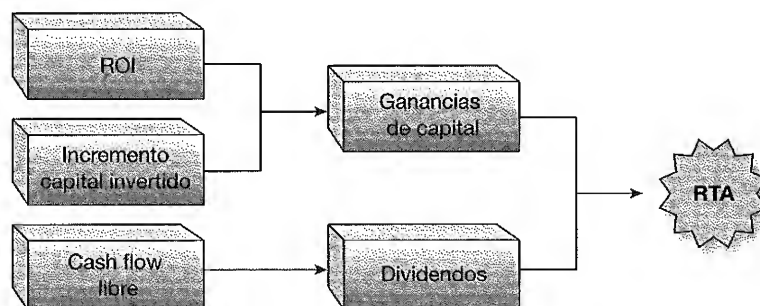 ROI
Incremento
capital invertido
Cash flow
libre
Ganancias
de capital
Dividendos
RTA